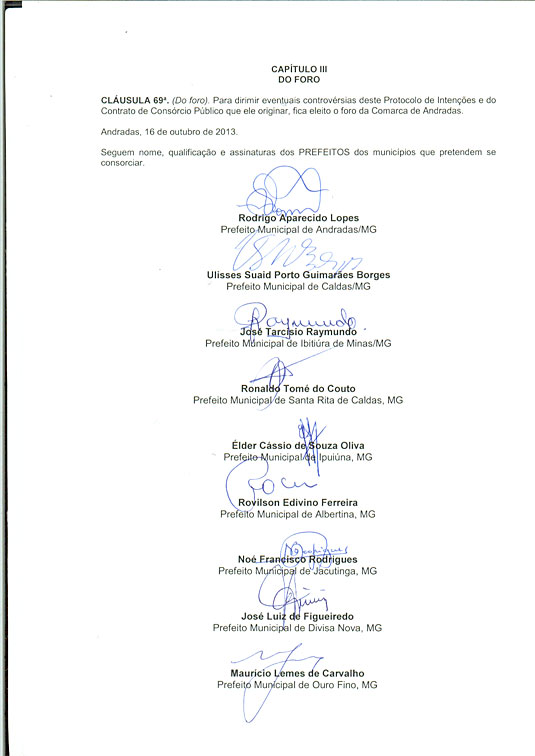 CAPÍTULO III
DO FORO
CLÁUSULA 69ª. (Do foro). Para dirimir eventuais controvérsias deste Protocolo de Intenções e do
Contrato de Consórcio Público que ele originar, fica eleito o foro da Comarca de Andradas.
Andradas, 16 de outubro de 2013.
Seguem nome, qualificação e assinaturas dos PREFEITOS dos municípios que pretendem se
consorciar.
Rodrigo Aparecido Lopes
Prefeito Municipal de Andradas/MG
Ulisses Suaid Porto Guimarães Borges
Prefeito Municipal de Caldas/MG
Raymundo
José Tarcísio Raymundo
Prefeito Municipal de Ibitiúra de Minas/MG
Ronaldo Tomé do Couto
Prefeito Municipal de Santa Rita de Caldas, MG
Élder Cássio de Souza Oliva
Prefeito Municipal de Ipuiúna, MG
Rovilson Edivino Ferreira
Prefeito Municipal de Albertina, MG
Rodrigues
Noé Francisco Rodrigues
Prefeito Municipal de Jacutinga, MG
José Luiz de Figueiredo
Prefeito Municipal de Divisa Nova, MG
Maurício Lemes de Carvalho
Prefeito Municipal de Ouro Fino, MG